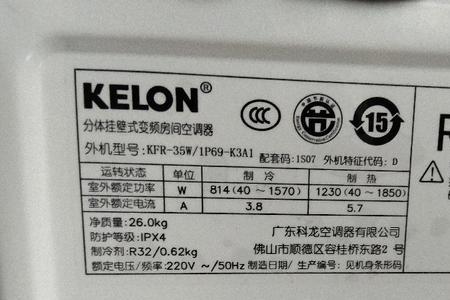 KELON®
分体挂壁式变频房间空调器
外机型号: KFR-35W/1P69-K3A1 配套码: 1S07 外机特征代码: D
15
运转状态 单位 制 冷 制 热
室外额定功率 W 814(40～1570) 1230(40～1850)
室外额定电流 A 3.8 5.7
净质量:26.0kg
防护等级:IPX4
制冷剂:R32/0.62kg
额定电压/频率:220V ～/50Hz 制造日期/ 生产编号: 见机身条形码
广东科龙空调器有限公司
佛山市顺德区容桂桥东路2 号